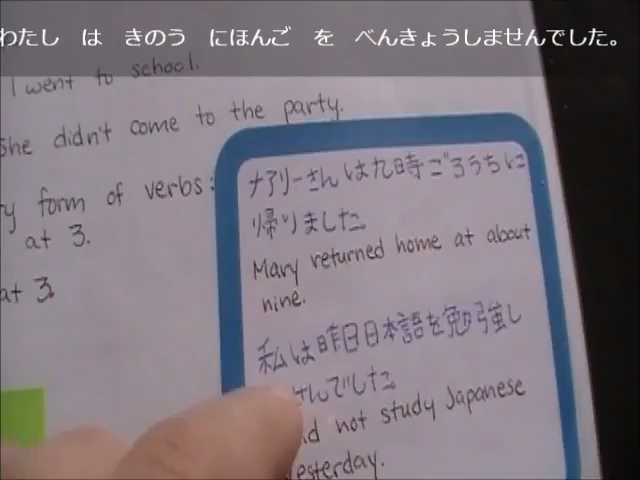 わたし は きのう にほんご を べんきょうしませんでした。
I went to school.
she didn't come to the party.
y form of verbs:
at 3.
at 3.
メアリーさんは九時ごろうちに
帰りました。
Mary returned home at about
nine.
私は昨日日本語を勉強し
せんでした
did not study Japanese
yesterday.